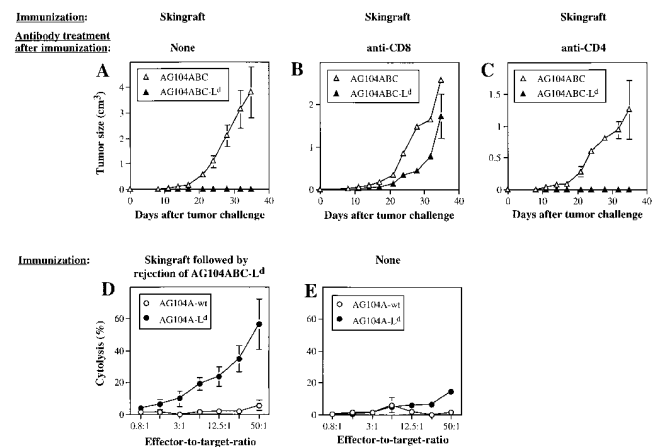 Immunization: Skingraft Skingraft Skingraft
Antibody treatment
after immunization: None anti-CD8 anti-CD4
A
AG104ABC
AG104ABC-Ld
Tumor size (cm3)
4
3
2
1
0
0 10 20 30 40
Days after tumor challenge
B
AG104ABC
AG104ABC-Ld
2
1
0
0 10 20 30 40
Days after tumor challenge
C
AG104ABC
AG104ABC-Ld
1.5
1
0.5
0
0 10 20 30 40
Days after tumor challenge
Immunization: Skingraft followed by
rejection of AG104ABC-Ld
None
D
AG104A-wt
AG104A-Ld
Cytolysis (%)
60
40
20
0
0.8:1 3:1 12.5:1 50:1
Effector-to-target-ratio
E
AG104A-wt
AG104A-Ld
60
40
20
0
0.8:1 3:1 12.5:1 50:1
Effector-to-target-ratio